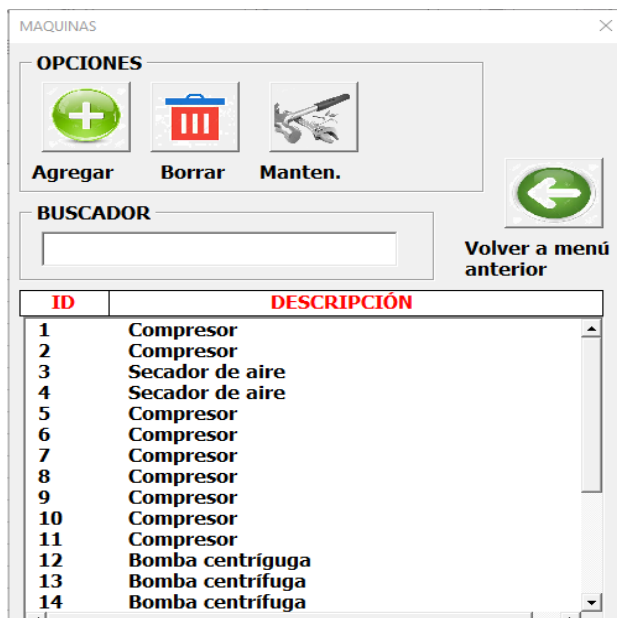 MAQUINAS
OPCIONES
Agregar Borrar Manten.
BUSCADOR
Volver a menú
anterior
ID DESCRIPCIÓN
1 Compresor
2 Compresor
3 Secador de aire
4 Secador de aire
5 Compresor
6 Compresor
7 Compresor
8 Compresor
9 Compresor
10 Compresor
11 Compresor
12 Bomba centríguga
13 Bomba centrífuga
14 Bomba centrífuga